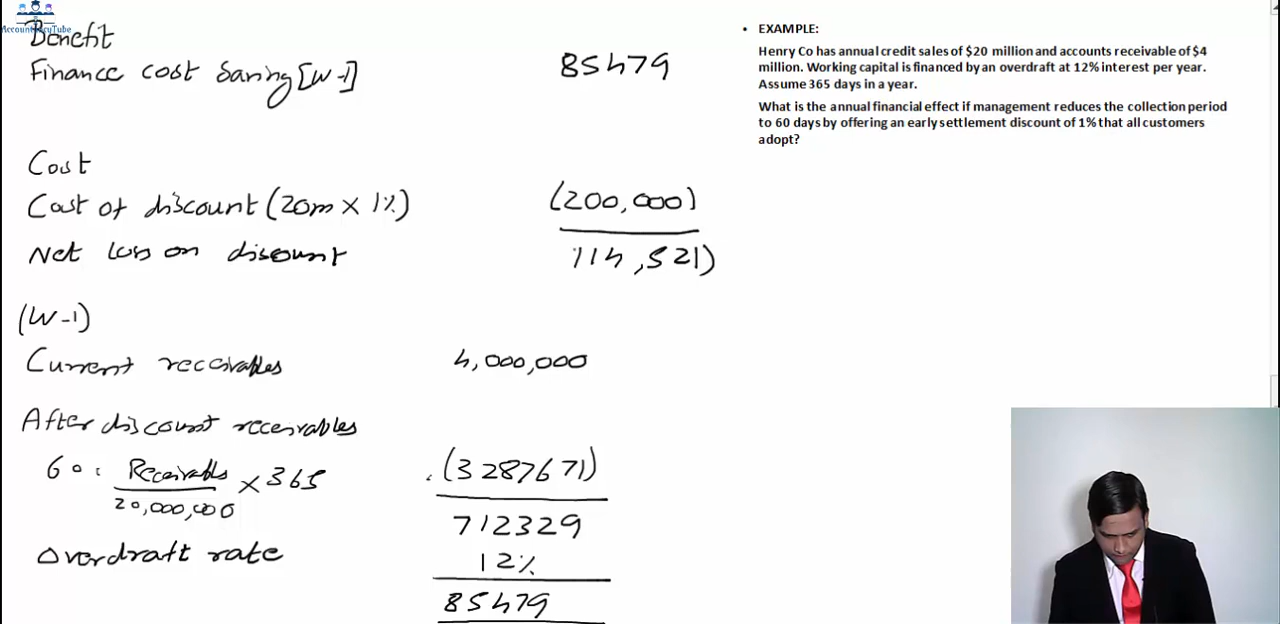 Benefit
Finance cost Saving [W-1] 85479
Cost
Cost of discount (20m × 1%) (200,000)
Net loss on discount 114,521)
(W-1)
Current receivables 4,000,000
After discount receivables
60 : Receivables / 20,000,000 × 365 (3287671)
712329
Overdraft rate 12%
85479
• EXAMPLE:
Henry Co has annual credit sales of $20 million and accounts receivable of $4
million. Working capital is financed by an overdraft at 12% interest per year.
Assume 365 days in a year.
What is the annual financial effect if management reduces the collection period
to 60 days by offering an early settlement discount of 1% that all customers
adopt?